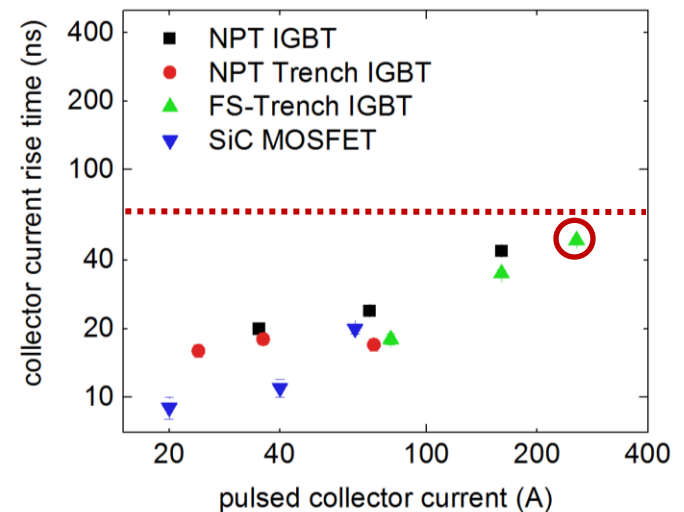 collector current rise time (ns)
400
200
100
40
20
10
NPT IGBT
NPT Trench IGBT
FS-Trench IGBT
SiC MOSFET
20 40 100 200 400
pulsed collector current (A)